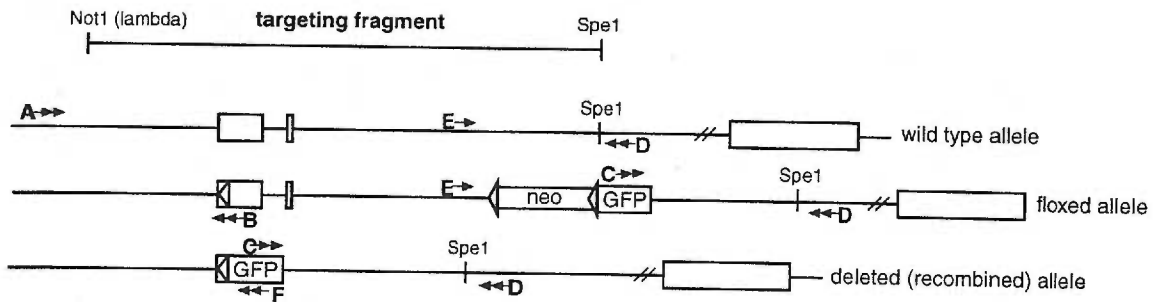 Not1 (lambda) targeting fragment Spe1
A Spe1
E D wild type allele
C Spe1
E neo GFP D floxed allele
B
C Spe1
GFP D deleted (recombined) allele
F